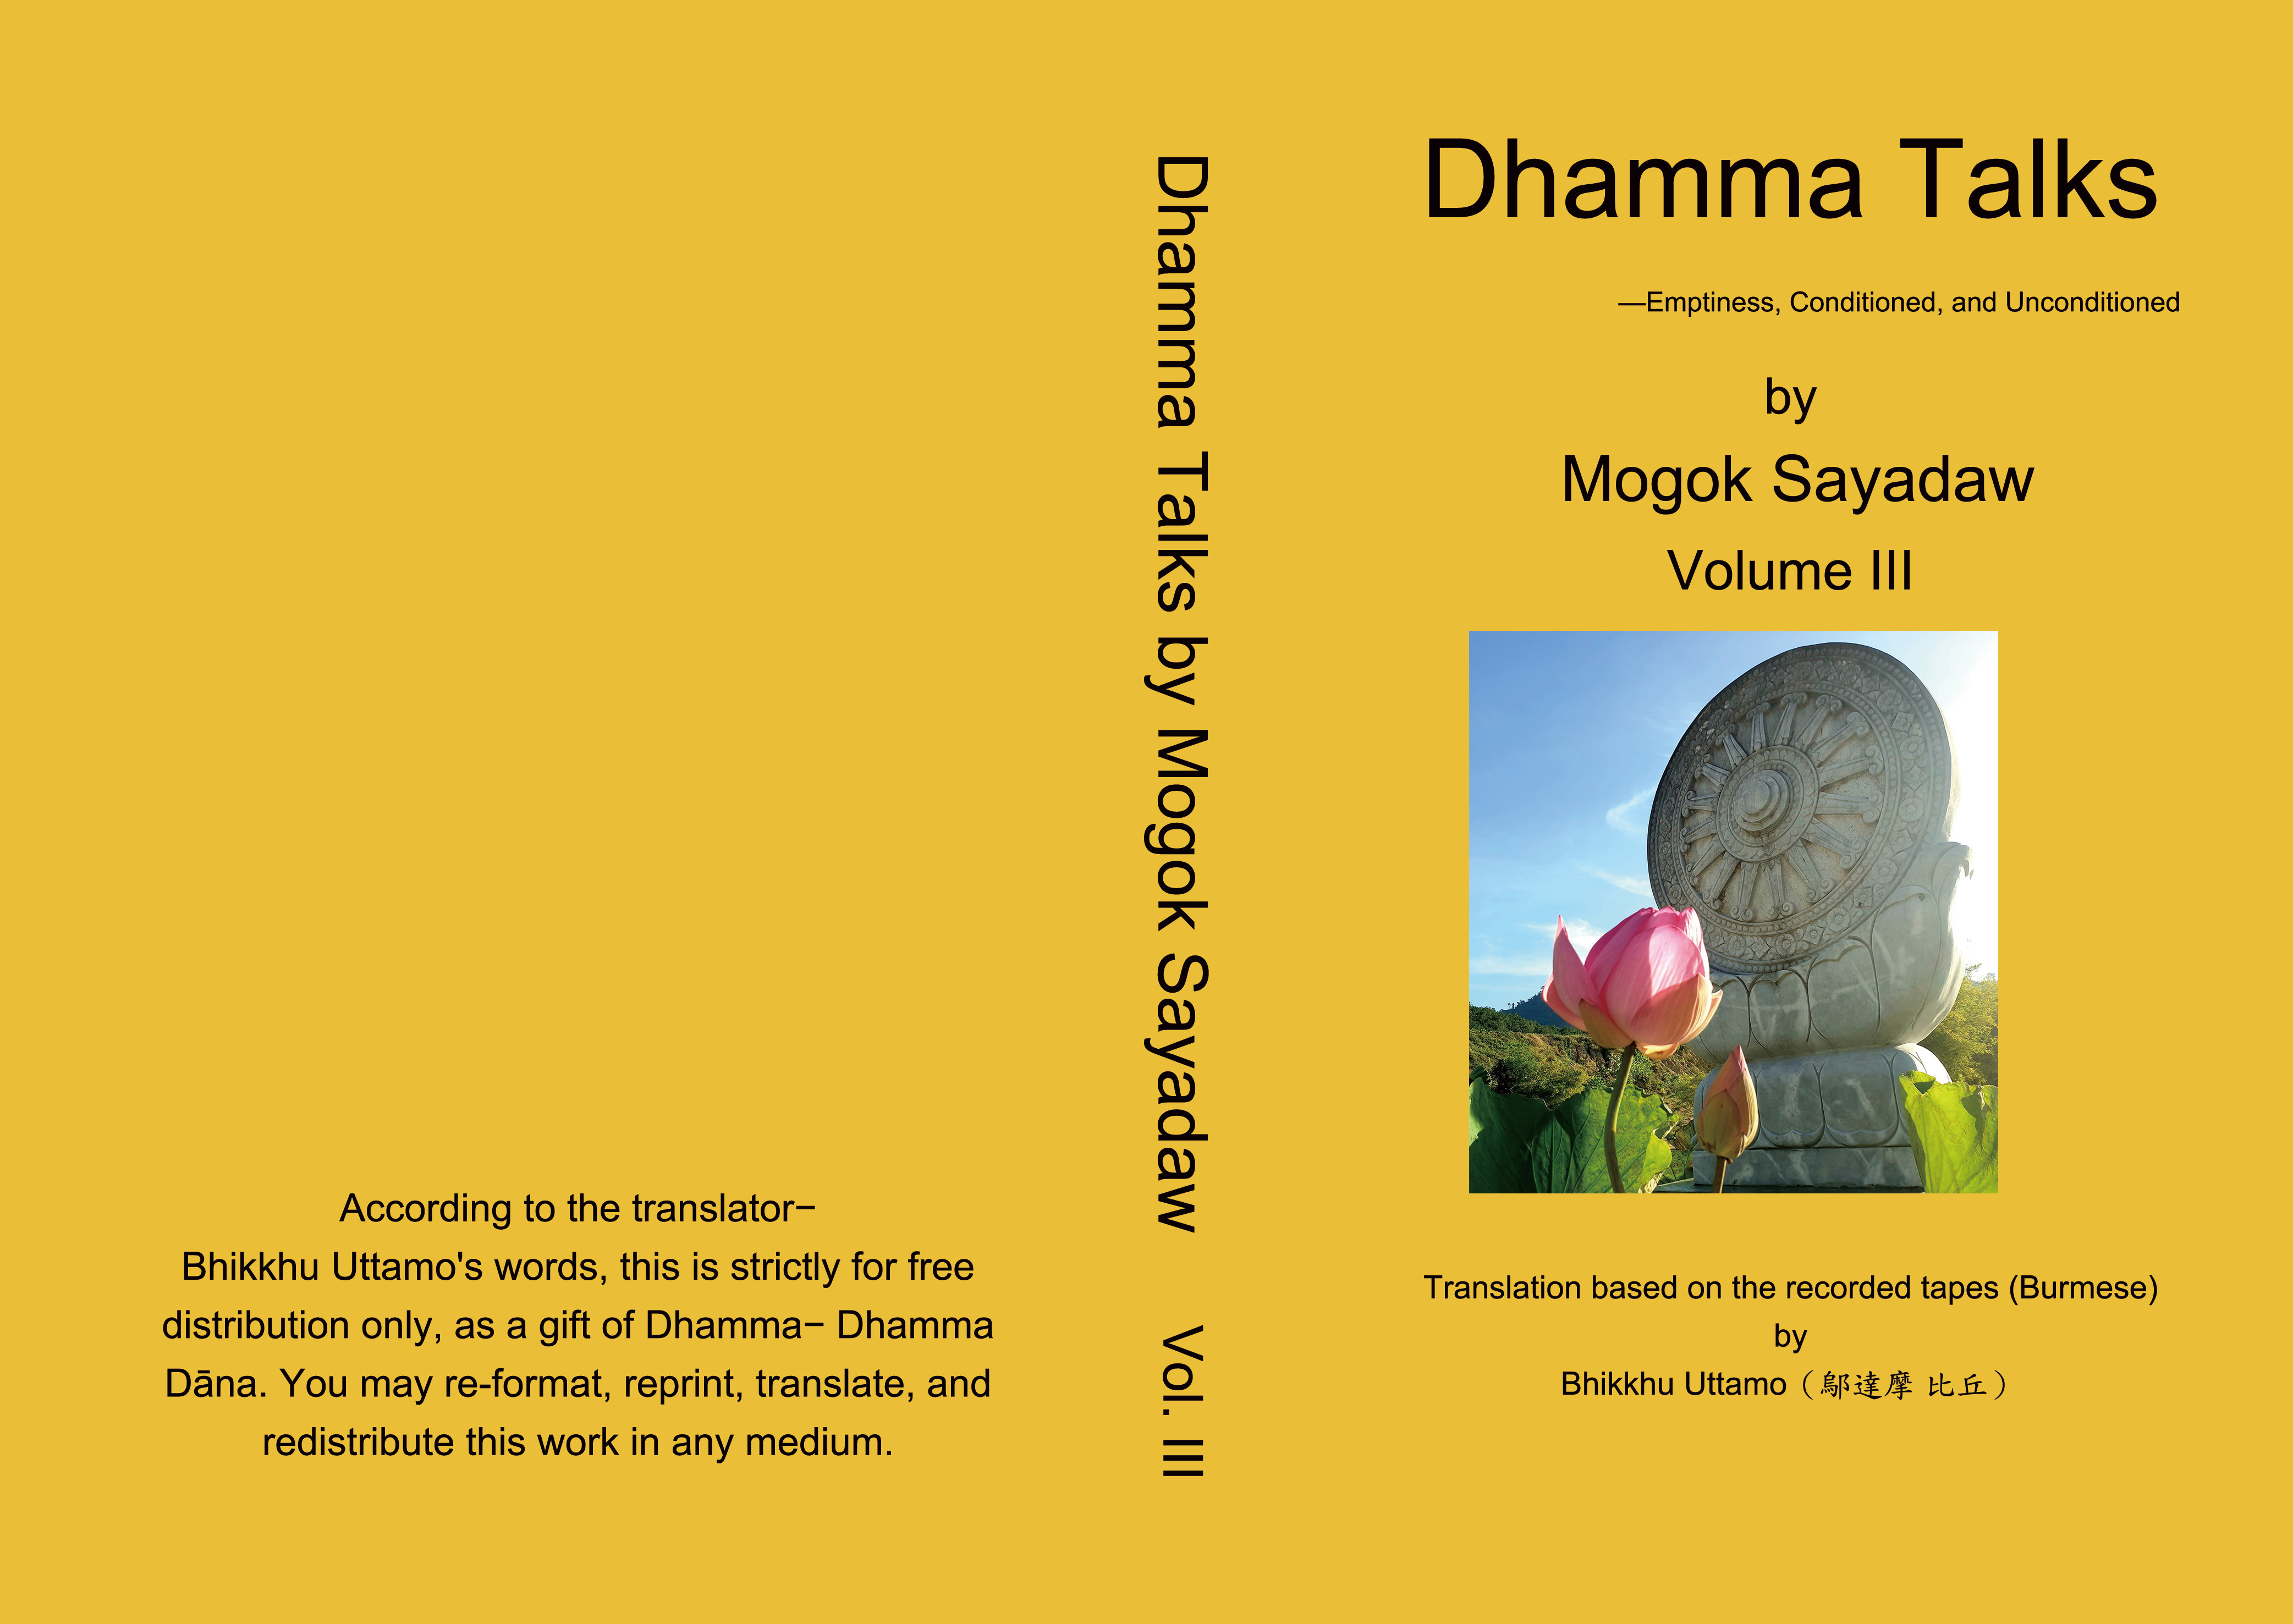 Dhamma Talks
—Emptiness, Conditioned, and Unconditioned
by
Mogok Sayadaw
Volume III
Translation based on the recorded tapes (Burmese)
by
Bhikkhu Uttamo（鄔達摩 比丘）
Dhamma Talks by Mogok Sayadaw Vol. III
According to the translator−
Bhikkhu Uttamo's words, this is strictly for free
distribution only, as a gift of Dhamma− Dhamma
Dāna. You may re-format, reprint, translate, and
redistribute this work in any medium.